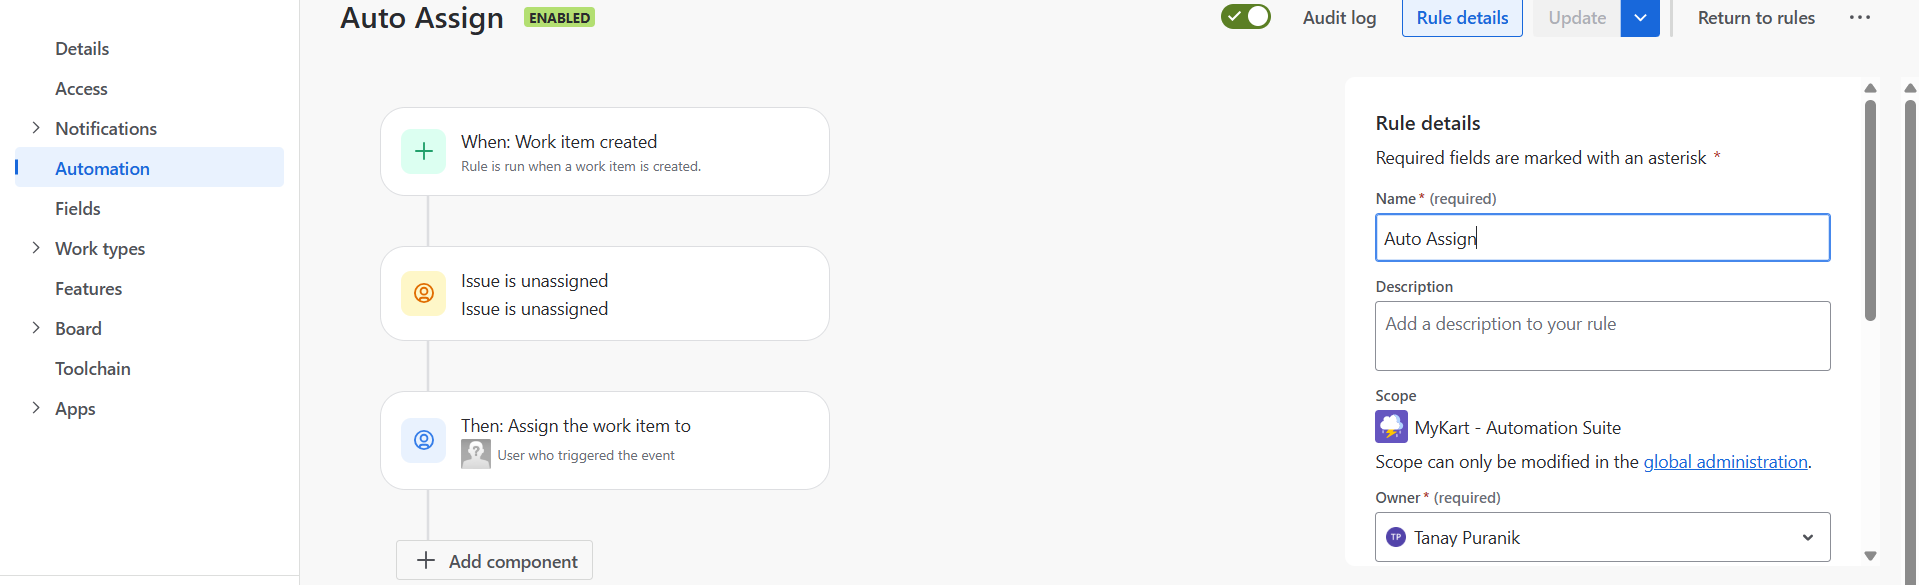 Auto Assign ENABLED
Audit log Rule details Update Return to rules
Details
Access
Notifications
Automation
Fields
Work types
Features
Board
Toolchain
Apps
When: Work item created
Rule is run when a work item is created.
Issue is unassigned
Issue is unassigned
Then: Assign the work item to
User who triggered the event
Add component
Rule details
Required fields are marked with an asterisk *
Name * (required)
Auto Assign
Description
Add a description to your rule
Scope
MyKart - Automation Suite
Scope can only be modified in the global administration.
Owner * (required)
TP Tanay Puranik